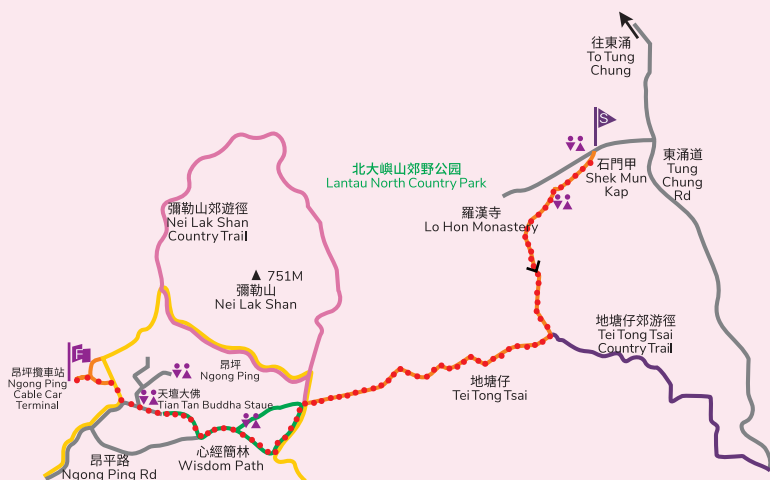 往東涌
To Tung
Chung
S
石門甲
Shek Mun
Kap
東涌道
Tung
Chung
Rd
北大嶼山郊野公园
Lantau North Country Park
羅漢寺
Lo Hon Monastery
彌勒山郊遊徑
Nei Lak Shan
Country Trail
751M
彌勒山
Nei Lak Shan
地塘仔郊游徑
Tei Tong Tsai
Country Trail
E
昂坪纜車站
Ngong Ping
Cable Car
Terminal
昂坪
Ngong Ping
天壇大佛
Tian Tan Buddha Staue
地塘仔
Tei Tong Tsai
心經簡林
Wisdom Path
昂平路
Ngong Ping Rd